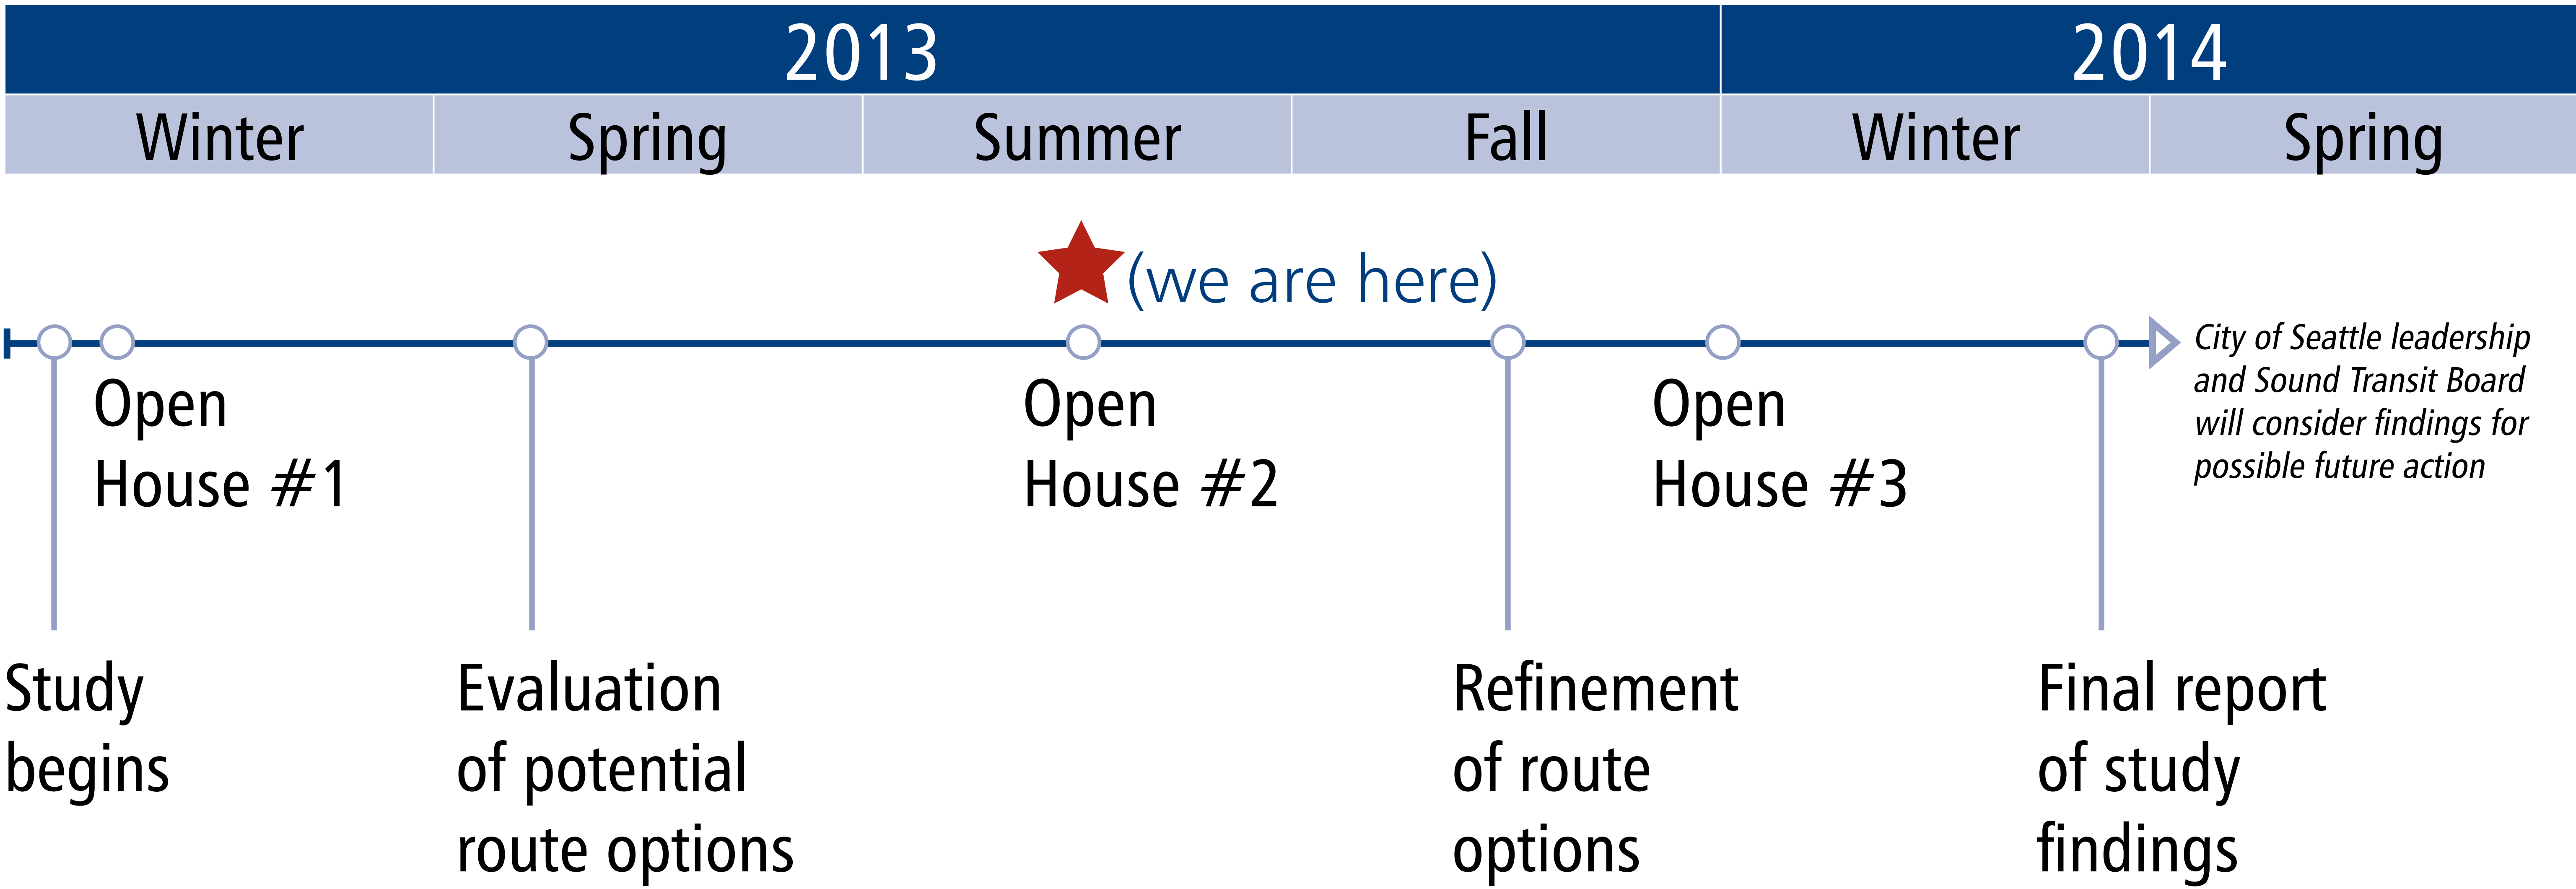 2013
2014
Winter
Spring
Summer
Fall
Winter
Spring
(we are here)
Open
House #1
Open
House #2
Open
House #3
City of Seattle leadership
and Sound Transit Board
will consider findings for
possible future action
Study
begins
Evaluation
of potential
route options
Refinement
of route
options
Final report
of study
findings